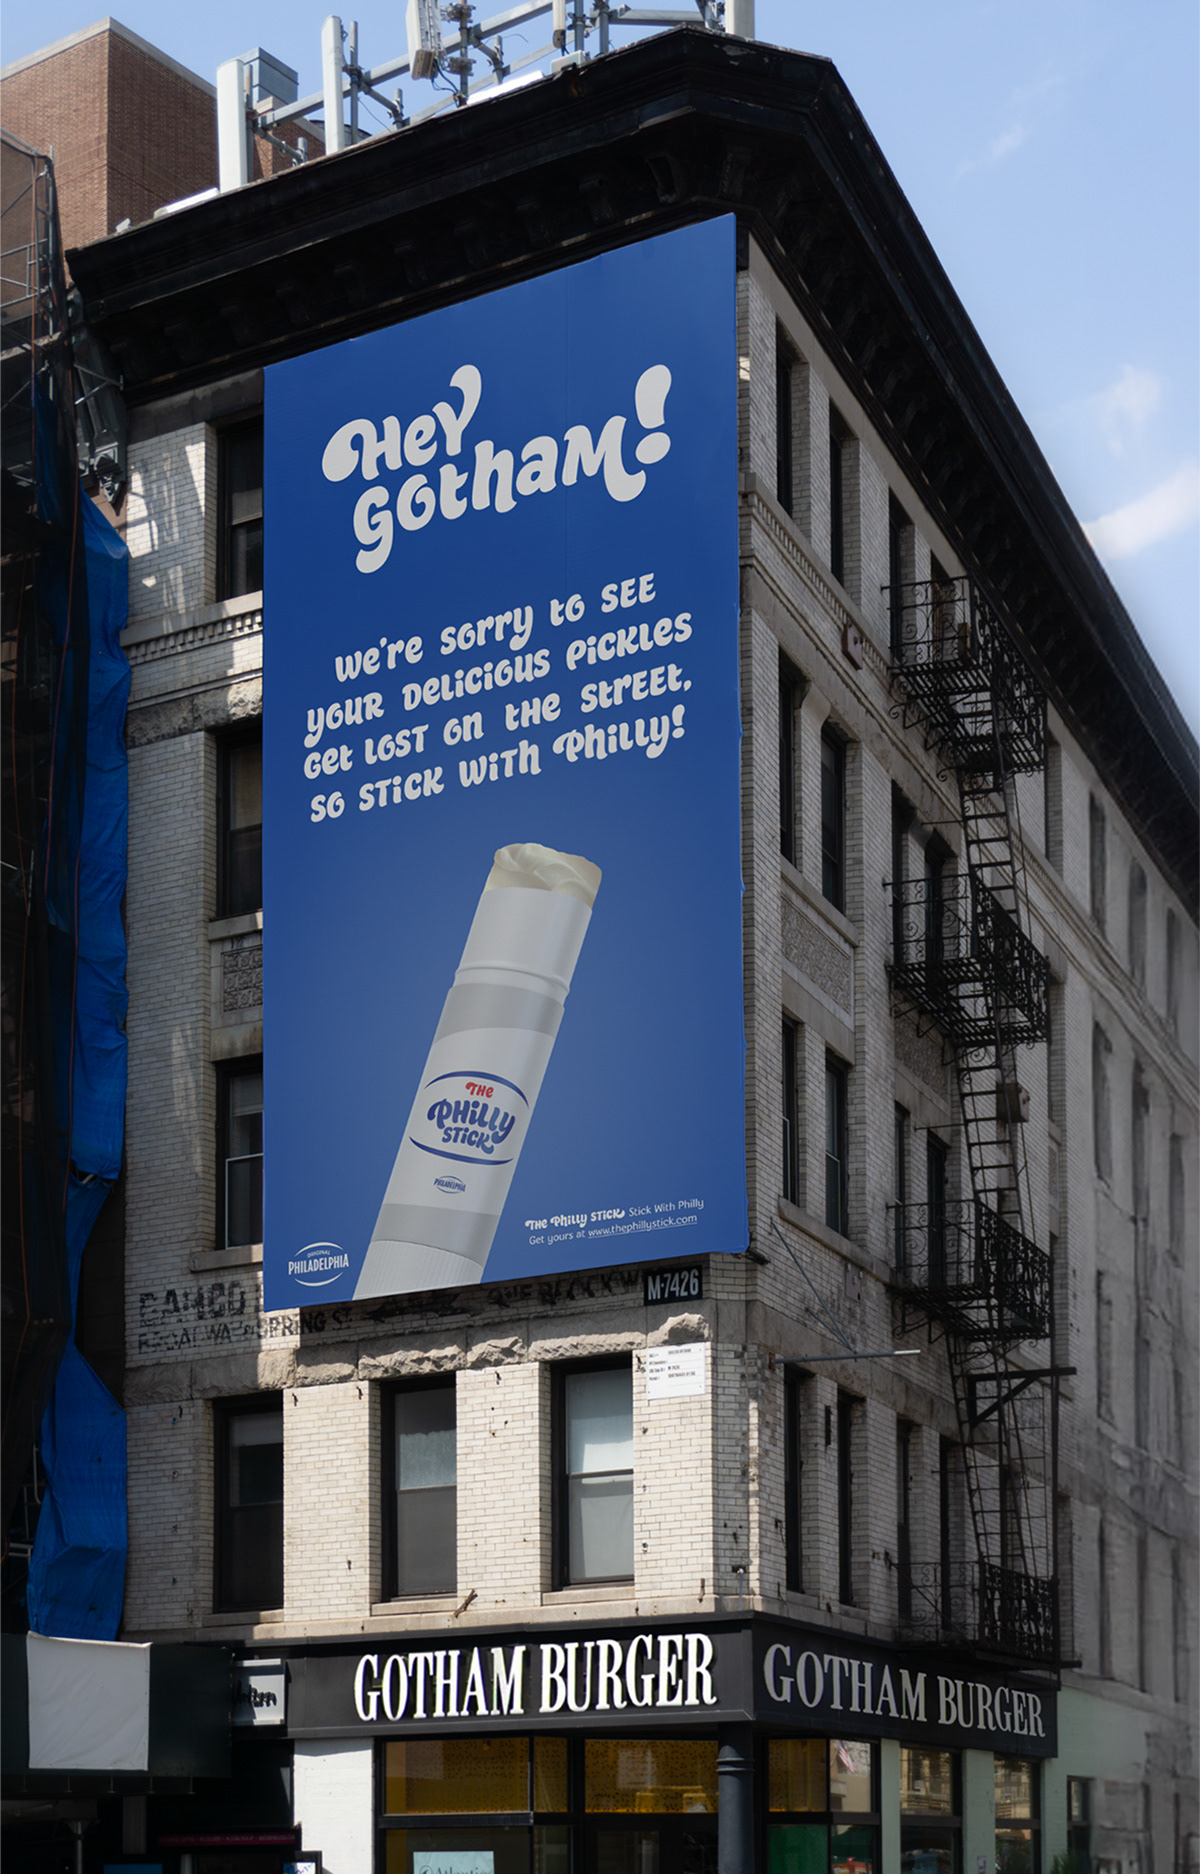 Hey
Gotham!
We're sorry to see
your delicious pickles
get lost on the street,
so stick with Philly!
THE
PHiLLY
STiCK
PHILADELPHIA
THE Philly STICK Stick With Philly
Get yours at www.thephillystick.com
ORIGINAL
PHILADELPHIA
M-7426
SPRING ST.
GOTHAM BURGER
GOTHAM BURGER